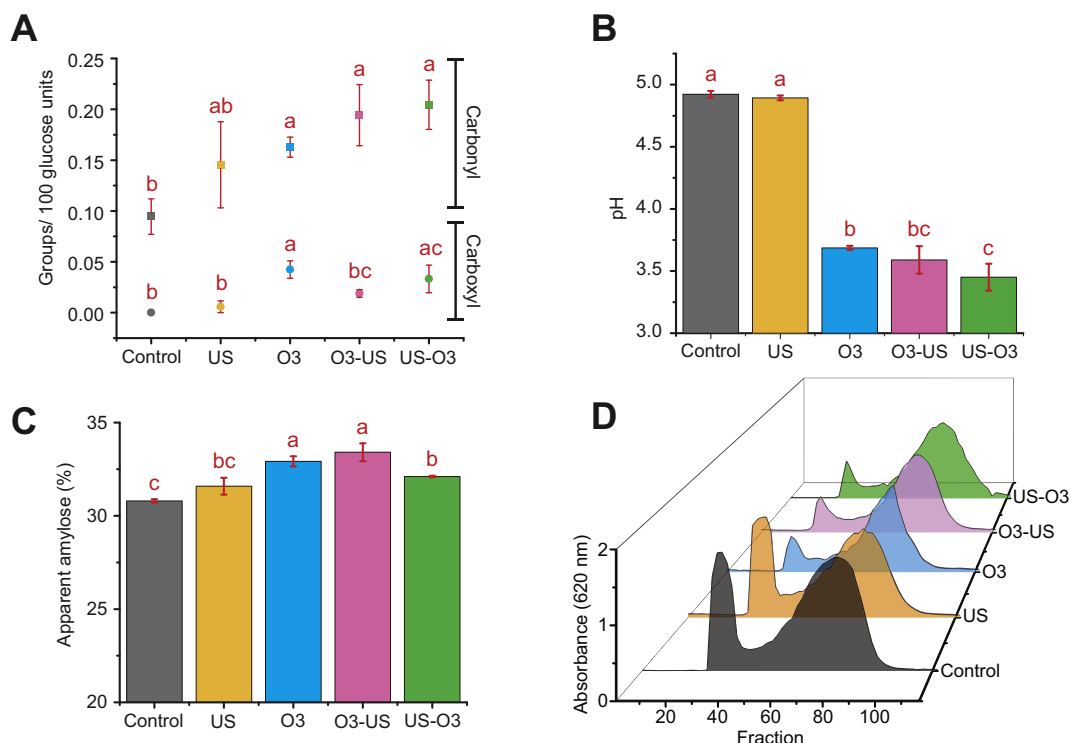 A
Groups/ 100 glucose units
0.25
0.20
0.15
0.10
0.05
0.00
b
ab
a
a
a
b
b
a
bc
ac
Carbonyl
Carboxyl
Control
US
O3
O3-US
US-O3
B
pH
5.0
4.5
4.0
3.5
3.0
a
a
b
bc
c
Control
US
O3
O3-US
US-O3
C
Apparent amylose (%)
35
30
25
20
c
bc
a
a
b
Control
US
O3
O3-US
US-O3
D
Absorbance (620 nm)
2
1
0
20
40
60
80
100
Fraction
US-O3
O3-US
O3
US
Control